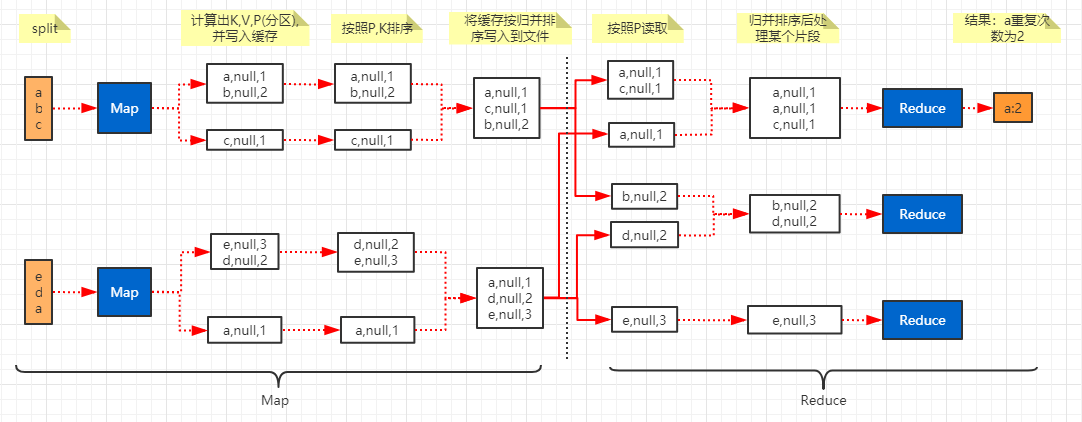 split
计算出K,V,P(分区),
并写入缓存
按照P,K排序
将缓存按归并排
序写入到文件
按照P读取
归并排序后处
理某个片段
结果：a重复次
数为2
a
b
c
Map
a,null,1
b,null,2
c,null,1
a,null,1
b,null,2
c,null,1
a,null,1
c,null,1
b,null,2
a,null,1
c,null,1
a,null,1
a,null,1
a,null,1
c,null,1
Reduce
a:2
b,null,2
d,null,2
b,null,2
d,null,2
Reduce
e
d
a
Map
e,null,3
d,null,2
a,null,1
d,null,2
e,null,3
a,null,1
a,null,1
d,null,2
e,null,3
e,null,3
e,null,3
Reduce
Map
Reduce